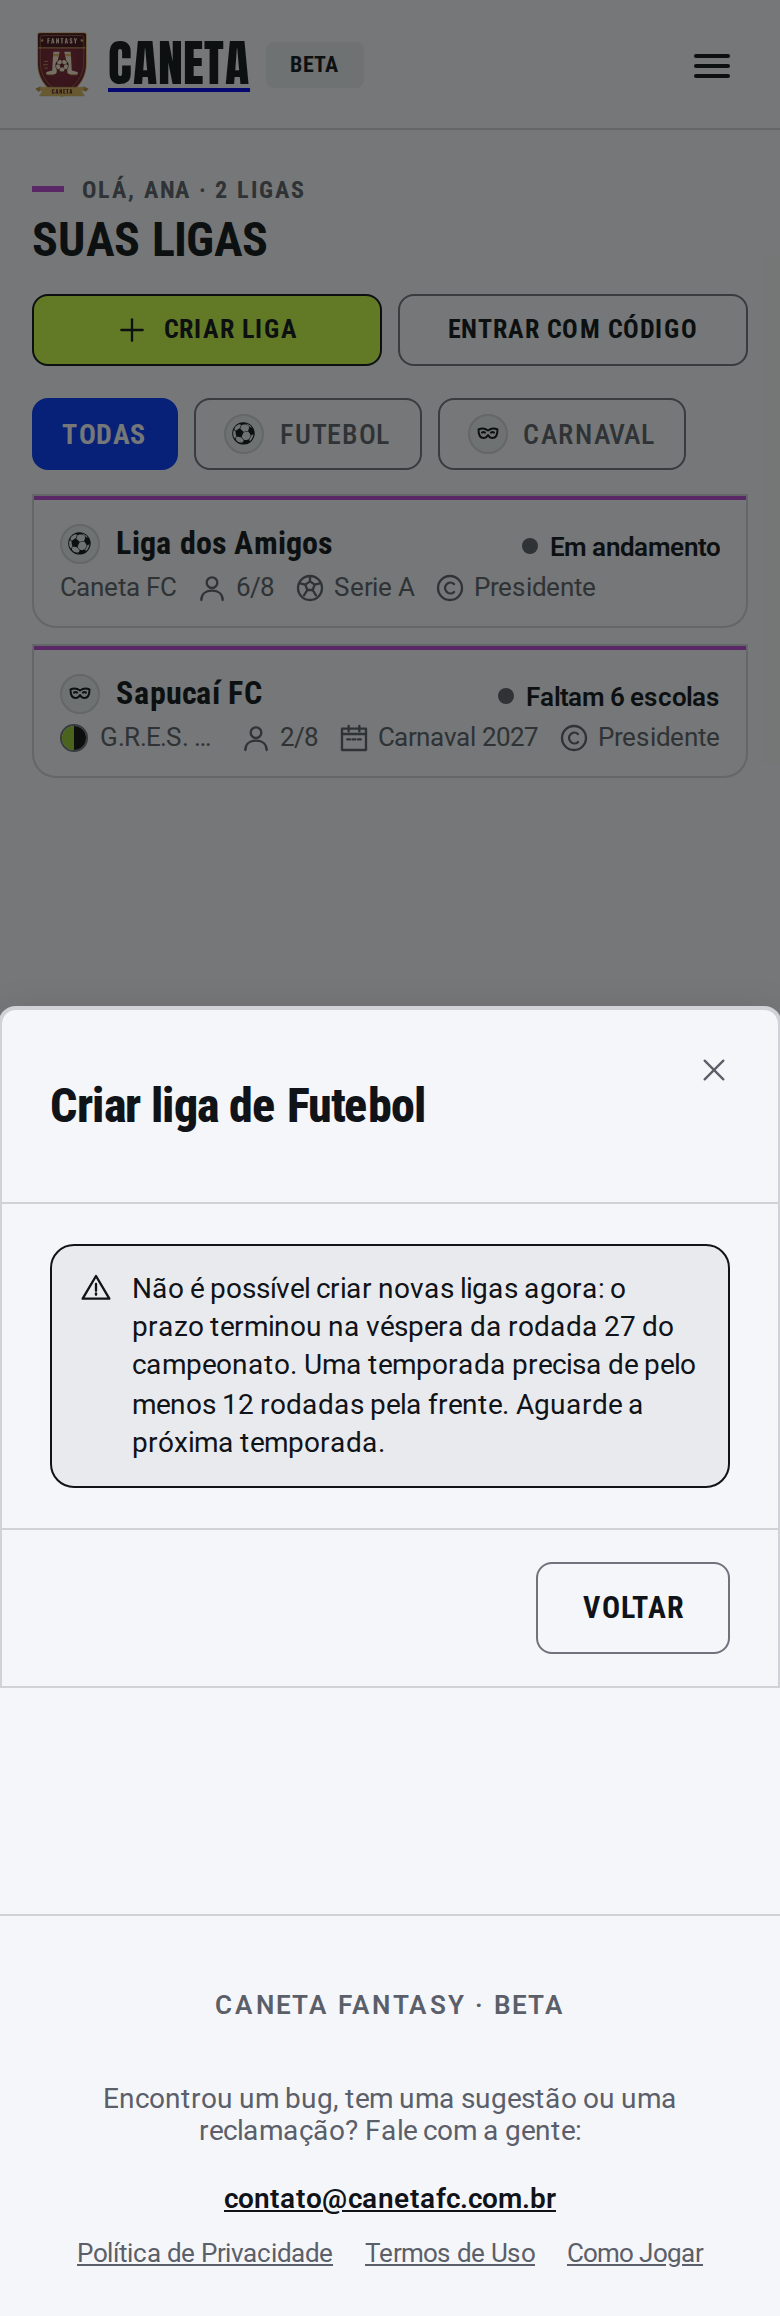 FANTASY
CANETA
CANETA
BETA
OLÁ, ANA · 2 LIGAS
SUAS LIGAS
CRIAR LIGA
ENTRAR COM CÓDIGO
TODAS
FUTEBOL
CARNAVAL
Liga dos Amigos
Em andamento
Caneta FC 6/8 Serie A Presidente
Sapucaí FC
Faltam 6 escolas
G.R.E.S. ... 2/8 Carnaval 2027 Presidente
Criar liga de Futebol
Não é possível criar novas ligas agora: o
prazo terminou na véspera da rodada 27 do
campeonato. Uma temporada precisa de pelo
menos 12 rodadas pela frente. Aguarde a
próxima temporada.
VOLTAR
CANETA FANTASY · BETA
Encontrou um bug, tem uma sugestão ou uma
reclamação? Fale com a gente:
contato@canetafc.com.br
Política de Privacidade Termos de Uso Como Jogar